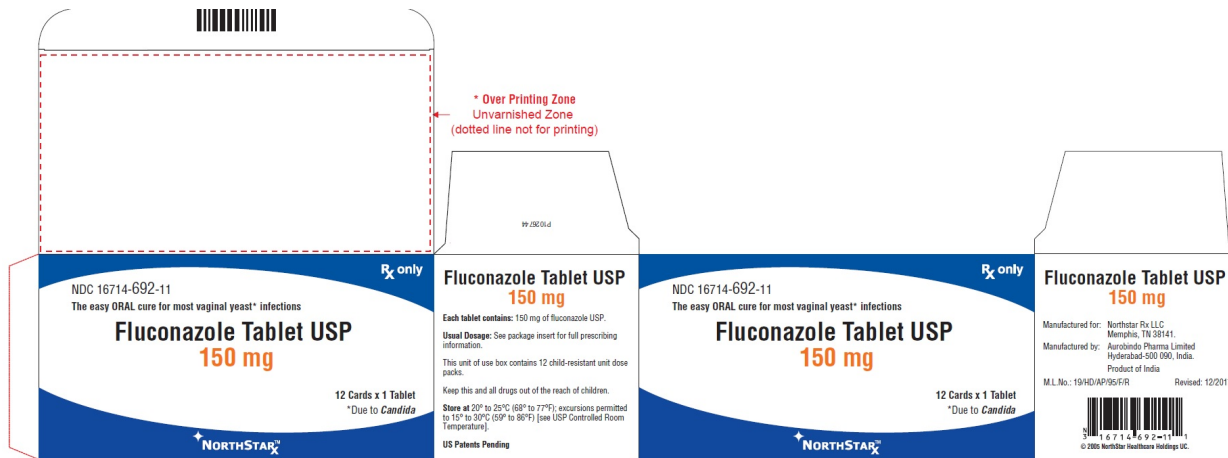 * Over Printing Zone
Unvarnished Zone
(dotted line not for printing)
P1026744
Rx only
NDC 16714-692-11
The easy ORAL cure for most vaginal yeast* infections
Fluconazole Tablet USP
150 mg
12 Cards x 1 Tablet
*Due to Candida
NORTHSTARx™
Fluconazole Tablet USP
150 mg
Each tablet contains: 150 mg of fluconazole USP.
Usual Dosage: See package insert for full prescribing
information.
This unit of use box contains 12 child-resistant unit dose
packs.
Keep this and all drugs out of the reach of children.
Store at 20° to 25°C (68° to 77°F); excursions permitted
to 15° to 30°C (59° to 86°F) [see USP Controlled Room
Temperature].
US Patents Pending
Rx only
NDC 16714-692-11
The easy ORAL cure for most vaginal yeast* infections
Fluconazole Tablet USP
150 mg
12 Cards x 1 Tablet
*Due to Candida
NORTHSTARx™
Fluconazole Tablet USP
150 mg
Manufactured for: Northstar Rx LLC
Memphis, TN 38141.
Manufactured by: Aurobindo Pharma Limited
Hyderabad-500 090, India.
Product of India
M.L.No.: 19/HD/AP/95/F/R Revised: 12/201
N
3 16714-692-11 1
© 2005 NorthStar Healthcare Holdings UC.